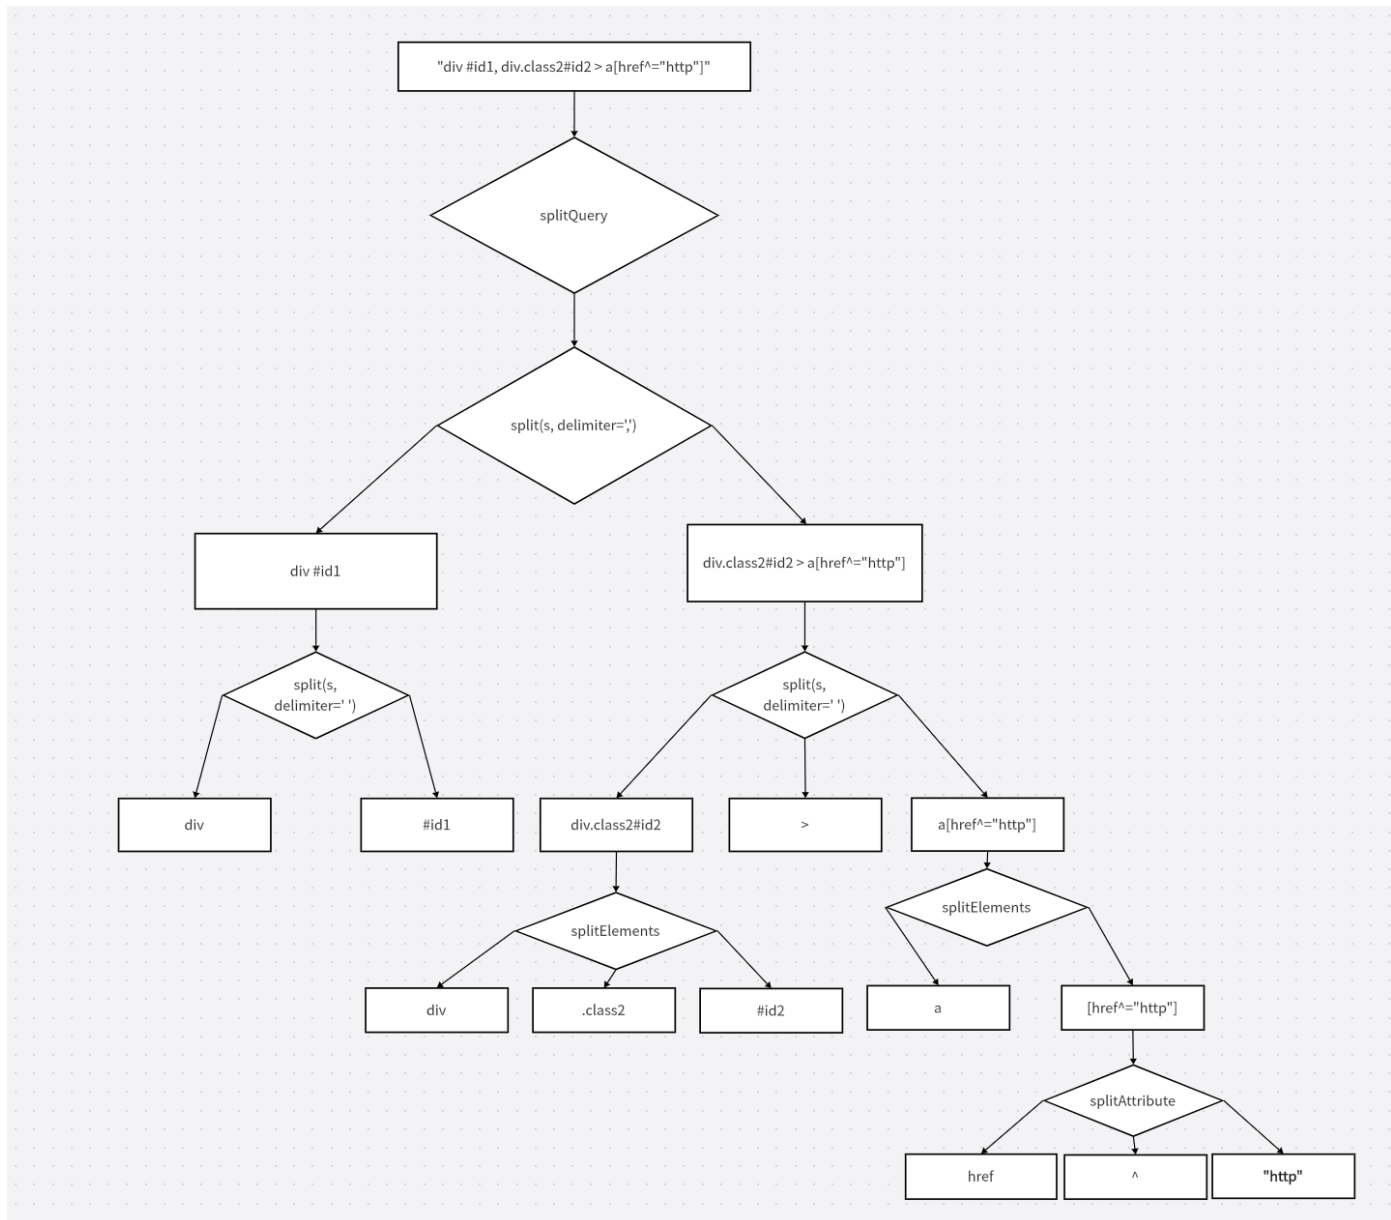 "div #id1, div.class2#id2 > a[href^="http"]"
splitQuery
split(s, delimiter=',')
div #id1
div.class2#id2 > a[href^="http"]
split(s,
delimiter=' ')
split(s,
delimiter=' ')
div
#id1
div.class2#id2
>
a[href^="http"]
splitElements
splitElements
div
.class2
#id2
a
[href^="http"]
splitAttribute
href
^
"http"